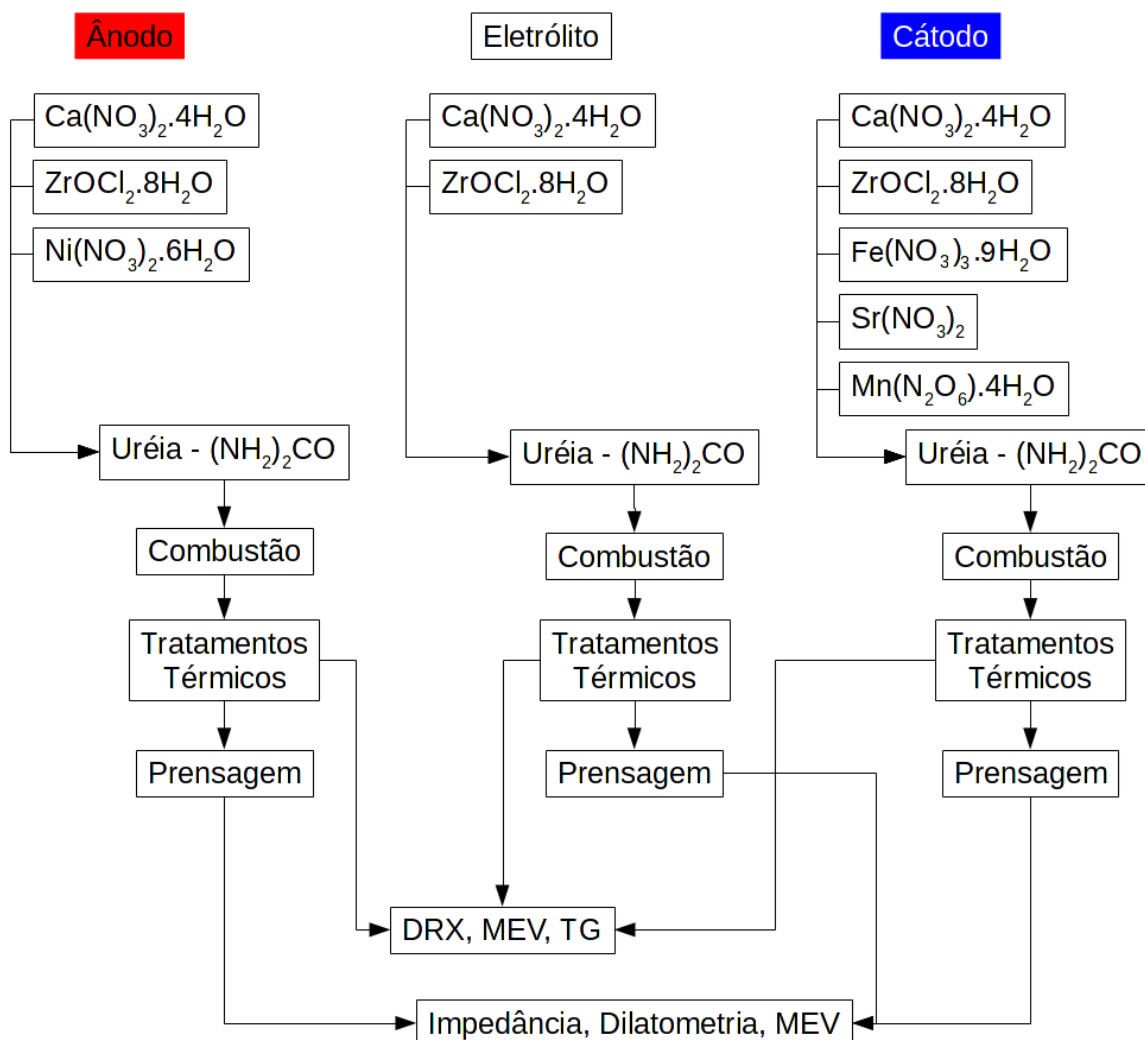 Ânodo
Eletrólito
Cátodo
Ca(NO₃)₂.4H₂O
ZrOCl₂.8H₂O
Ni(NO₃)₂.6H₂O
Uréia - (NH₂)₂CO
Combustão
Tratamentos
Térmicos
Prensagem
Ca(NO₃)₂.4H₂O
ZrOCl₂.8H₂O
Uréia - (NH₂)₂CO
Combustão
Tratamentos
Térmicos
Prensagem
Ca(NO₃)₂.4H₂O
ZrOCl₂.8H₂O
Fe(NO₃)₃.9H₂O
Sr(NO₃)₂
Mn(N₂O₆).4H₂O
Uréia - (NH₂)₂CO
Combustão
Tratamentos
Térmicos
Prensagem
DRX, MEV, TG
Impedância, Dilatometria, MEV